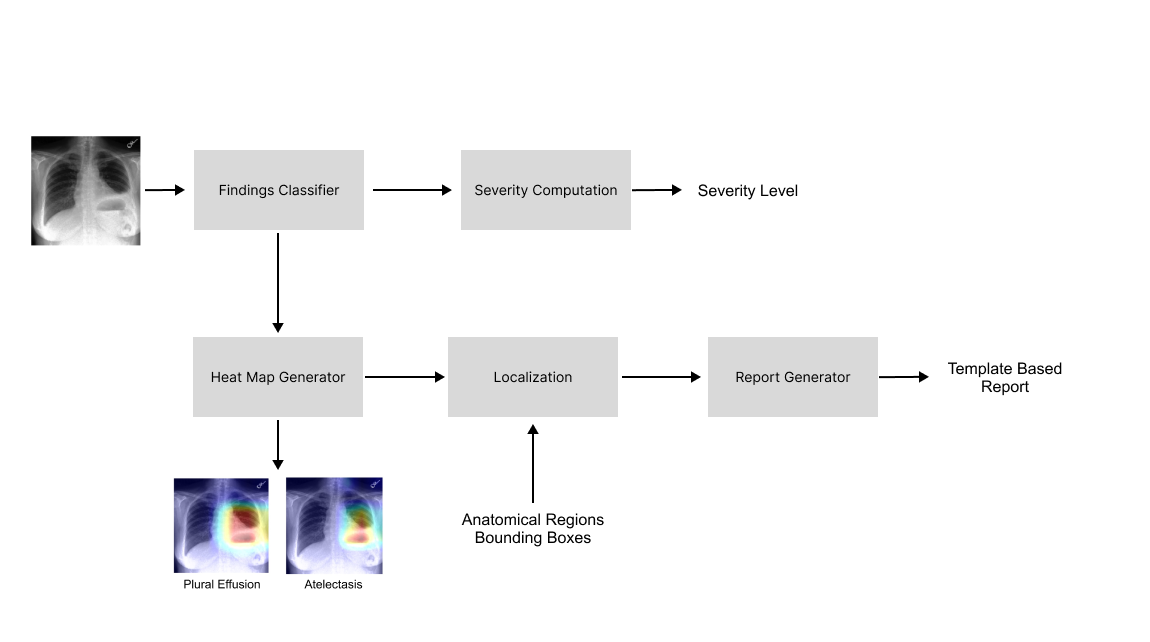 Findings Classifier
Severity Computation
Severity Level
Heat Map Generator
Localization
Report Generator
Template Based
Report
Anatomical Regions
Bounding Boxes
Plural Effusion
Atelectasis